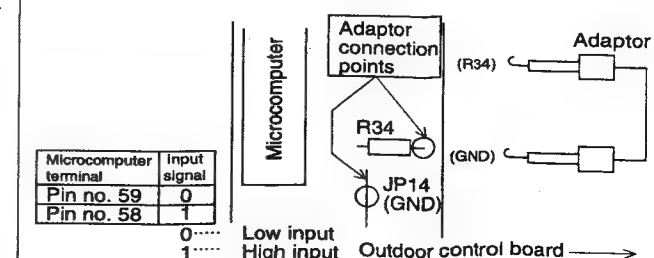 Microcomputer
Adaptor
connection
points
Adaptor
(R34)
R34
(GND)
JP14
(GND)
Microcomputer terminal
Input signal
Pin no. 59 0
Pin no. 58 1
0····· Low input
1····· High input
Outdoor control board